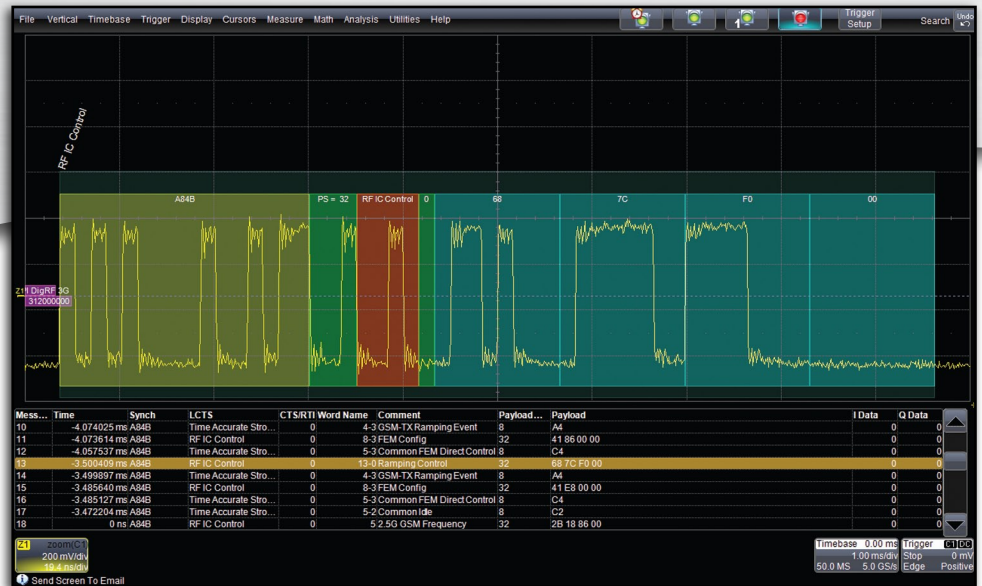 File Vertical Timebase Trigger Display Cursors Measure Math Analysis Utilities Help
1
Trigger Setup
Search
Undo
RF IC Control
A84B PS = 32 RF IC Control 0 68 7C F0 00
Z1
DigRF 3G
312000000
Mess... Time Synch LCTS CTS/RTI Word Name Comment Payload... Payload I Data Q Data
10 -4.074025 ms A84B Time Accurate Stro... 0 4-3 GSM-TX Ramping Event 8 A4 0 0
11 -4.073614 ms A84B RF IC Control 0 8-3 FEM Config 32 41 86 00 00 0 0
12 -4.057537 ms A84B Time Accurate Stro... 0 5-3 Common FEM Direct Control 8 C4 0 0
13 -3.500409 ms A84B RF IC Control 0 13-0 Ramping Control 32 68 7C F0 00 0 0
14 -3.499897 ms A84B Time Accurate Stro... 0 4-3 GSM-TX Ramping Event 8 A4 0 0
15 -3.485640 ms A84B RF IC Control 0 8-3 FEM Config 32 41 E8 00 00 0 0
16 -3.485127 ms A84B Time Accurate Stro... 0 5-3 Common FEM Direct Control 8 C4 0 0
17 -3.472204 ms A84B Time Accurate Stro... 0 5-2 Common Idle 8 C2 0 0
18 0 ns A84B RF IC Control 0 5 2.5G GSM Frequency 32 2B 18 86 00 0 0
Z1 zoom(C1)
200 mV/div
19.4 ns/div
Timebase 0.00 ms
1.00 ms/div
50.0 MS 5.0 GS/s
Trigger C1 DC
Stop 0 mV
Edge Positive
Send Screen To Email